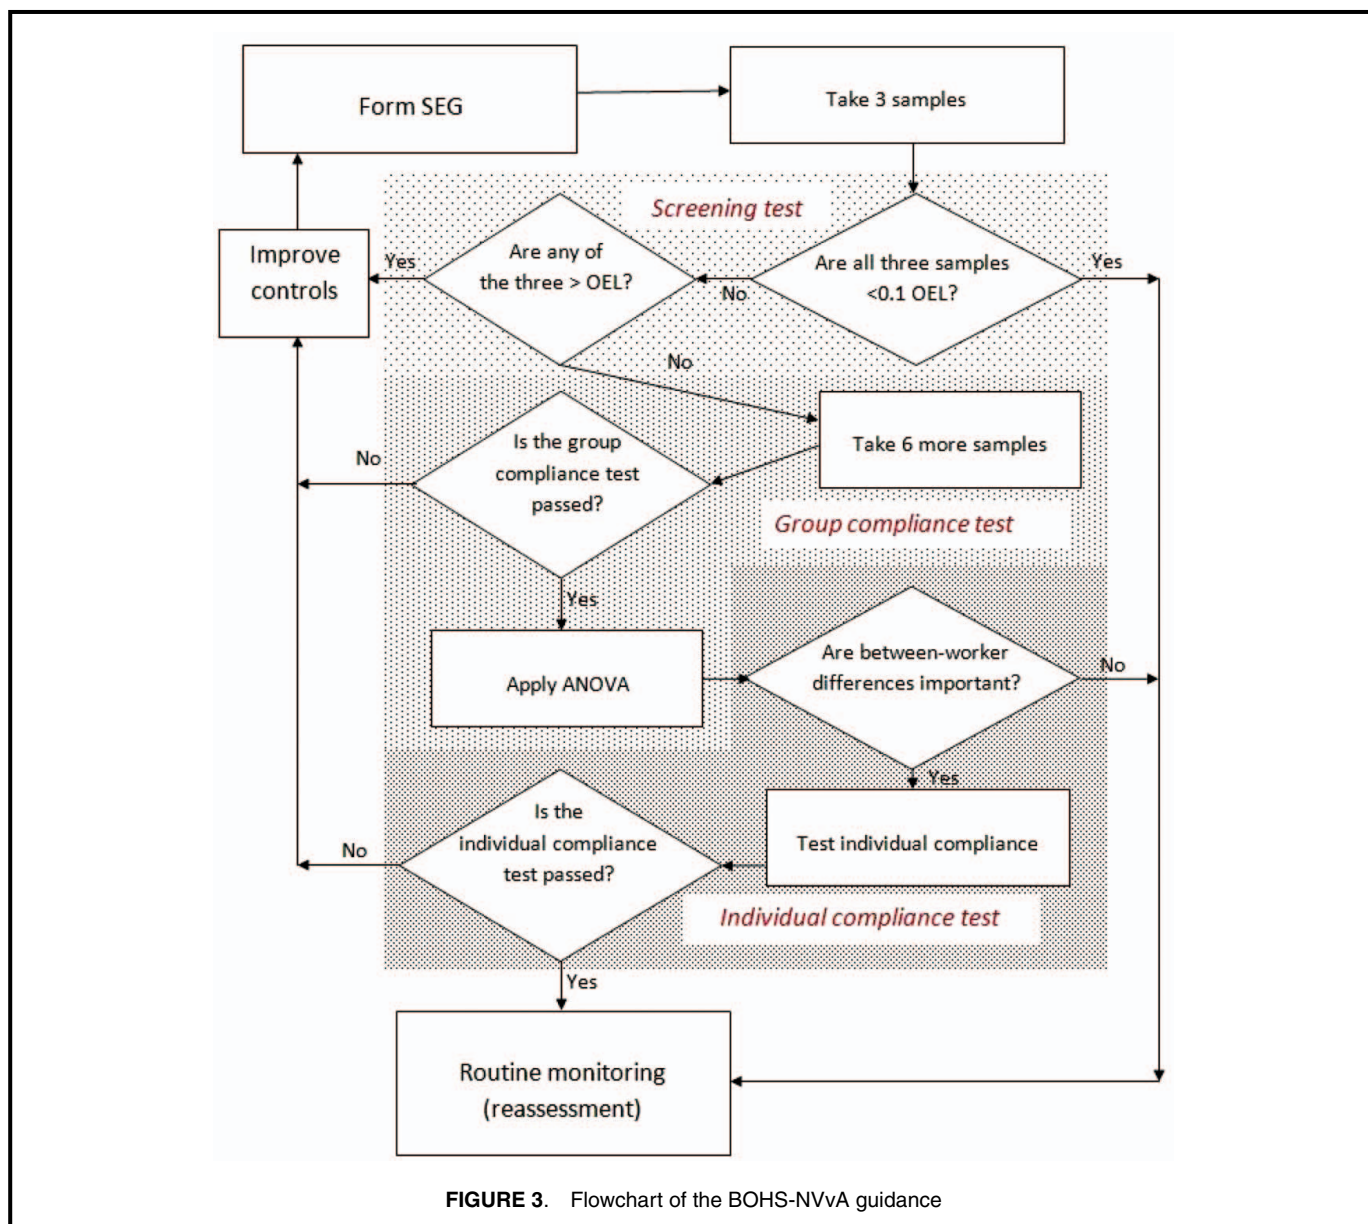 Form SEG
Take 3 samples
Screening test
Improve
controls
Yes
Are any of
the three > OEL?
No
Are all three samples
<0.1 OEL?
Yes
No
Take 6 more samples
No
Is the group
compliance test
passed?
Group compliance test
Yes
Apply ANOVA
Are between-worker
differences important?
No
Yes
Test individual compliance
No
Is the
individual compliance
test passed?
Individual compliance test
Yes
Routine monitoring
(reassessment)
FIGURE 3. Flowchart of the BOHS-NVvA guidance